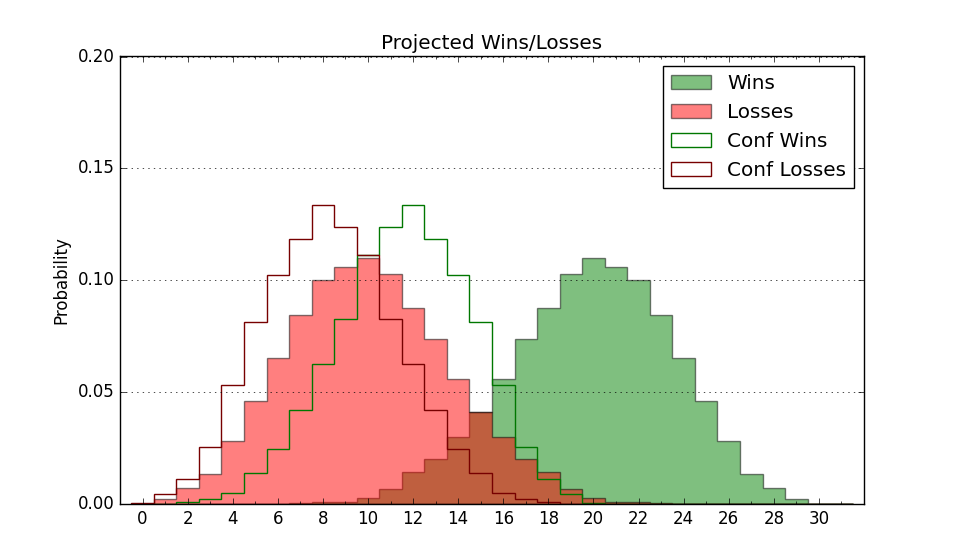 Projected Wins/Losses
0.20
Wins
Losses
Conf Wins
Conf Losses
0.15
0.10
0.05
0.00
Probability
0 2 4 6 8 10 12 14 16 18 20 22 24 26 28 30